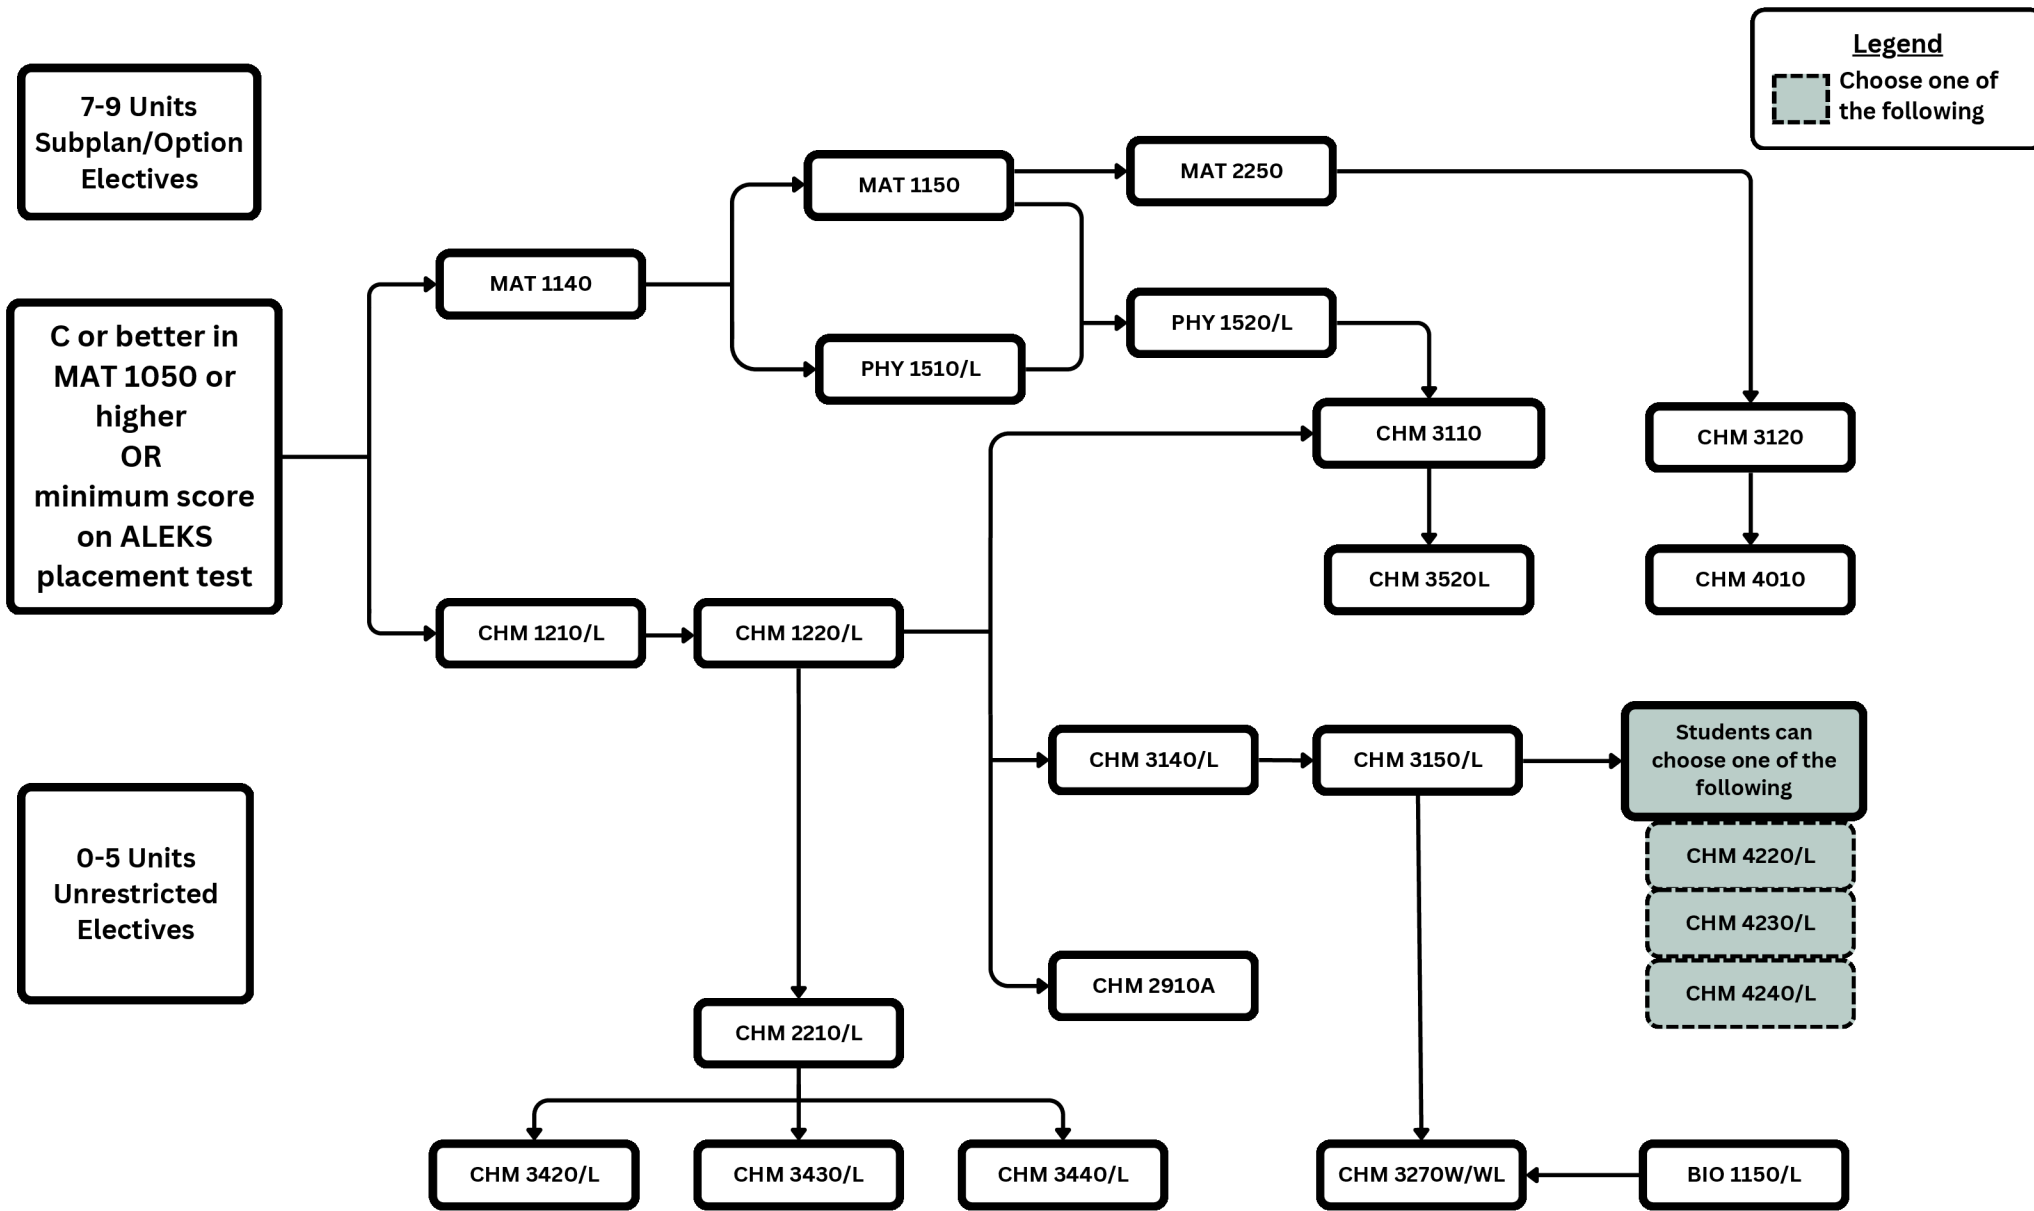 Legend
Choose one of
the following
7-9 Units
Subplan/Option
Electives
MAT 1150
MAT 2250
MAT 1140
PHY 1520/L
PHY 1510/L
C or better in
MAT 1050 or
higher
OR
minimum score
on ALEKS
placement test
CHM 3110
CHM 3120
CHM 3520L
CHM 4010
CHM 1210/L
CHM 1220/L
CHM 3140/L
CHM 3150/L
Students can
choose one of the
following
CHM 4220/L
CHM 4230/L
CHM 4240/L
0-5 Units
Unrestricted
Electives
CHM 2910A
CHM 2210/L
CHM 3420/L
CHM 3430/L
CHM 3440/L
CHM 3270W/WL
BIO 1150/L